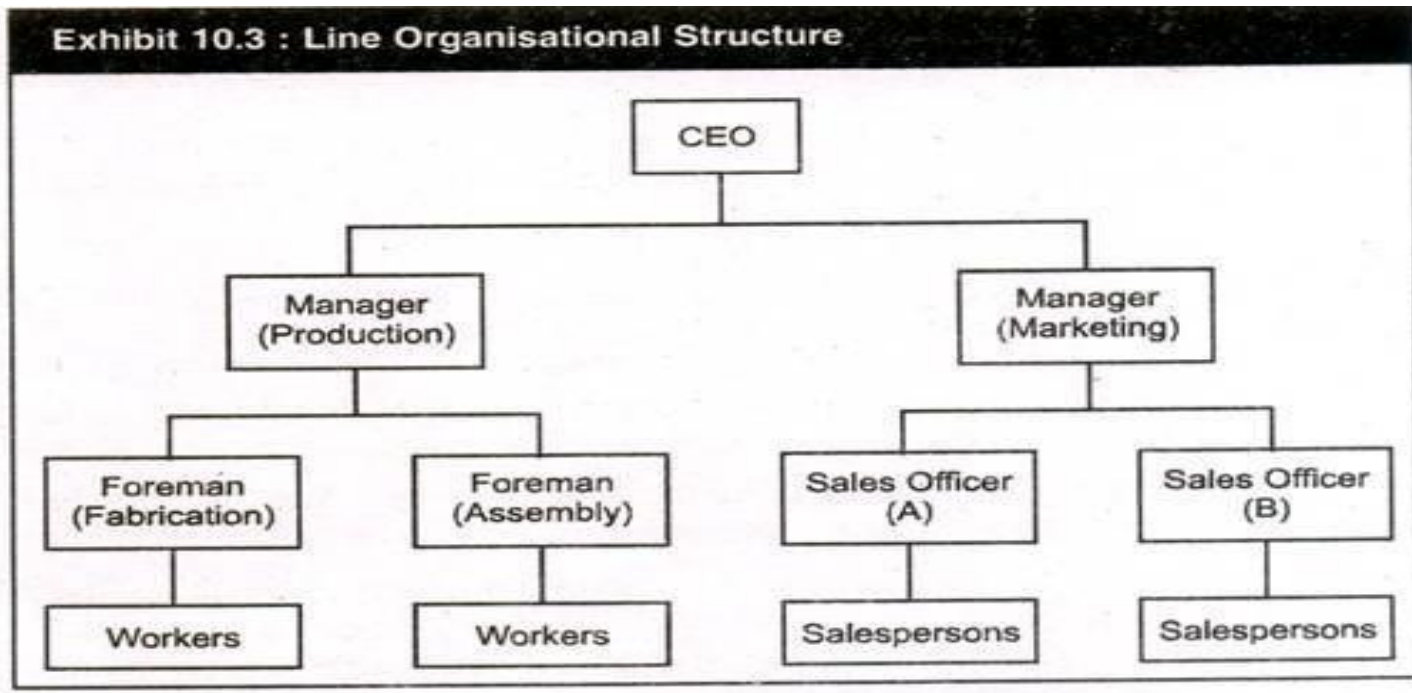 Exhibit 10.3 : Line Organisational Structure
CEO
Manager
(Production)
Manager
(Marketing)
Foreman
(Fabrication)
Foreman
(Assembly)
Sales Officer
(A)
Sales Officer
(B)
Workers
Workers
Salespersons
Salespersons